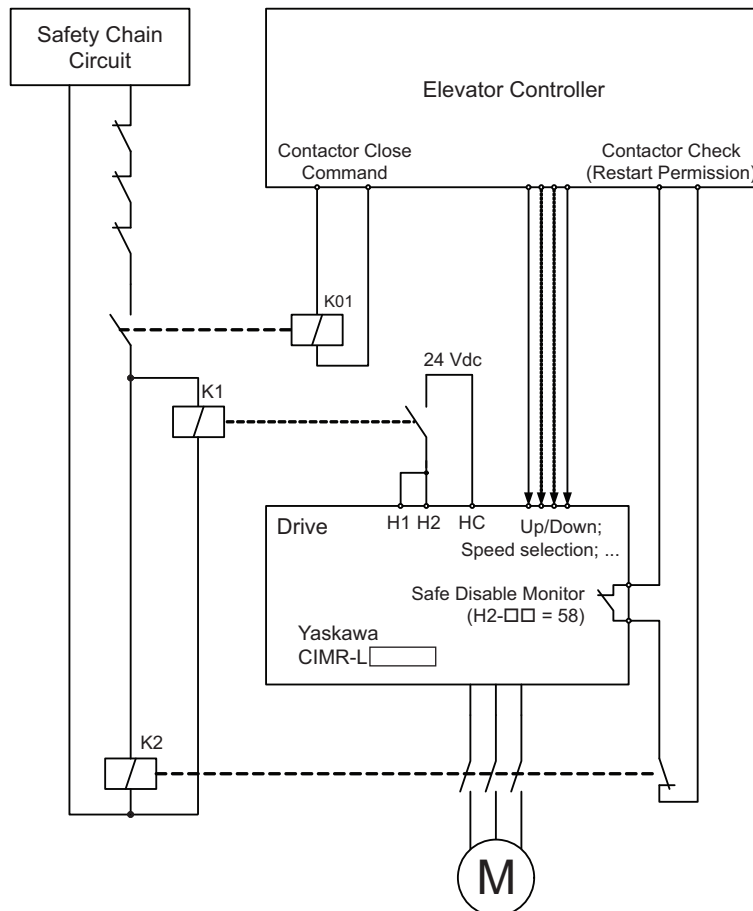 Safety Chain
Circuit
Elevator Controller
Contactor Close
Command
Contactor Check
(Restart Permission)
K01
24 Vdc
K1
H1 H2 HC
Up/Down;
Speed selection; ...
Drive
Safe Disable Monitor
(H2-□□ = 58)
Yaskawa
CIMR-L
K2
M